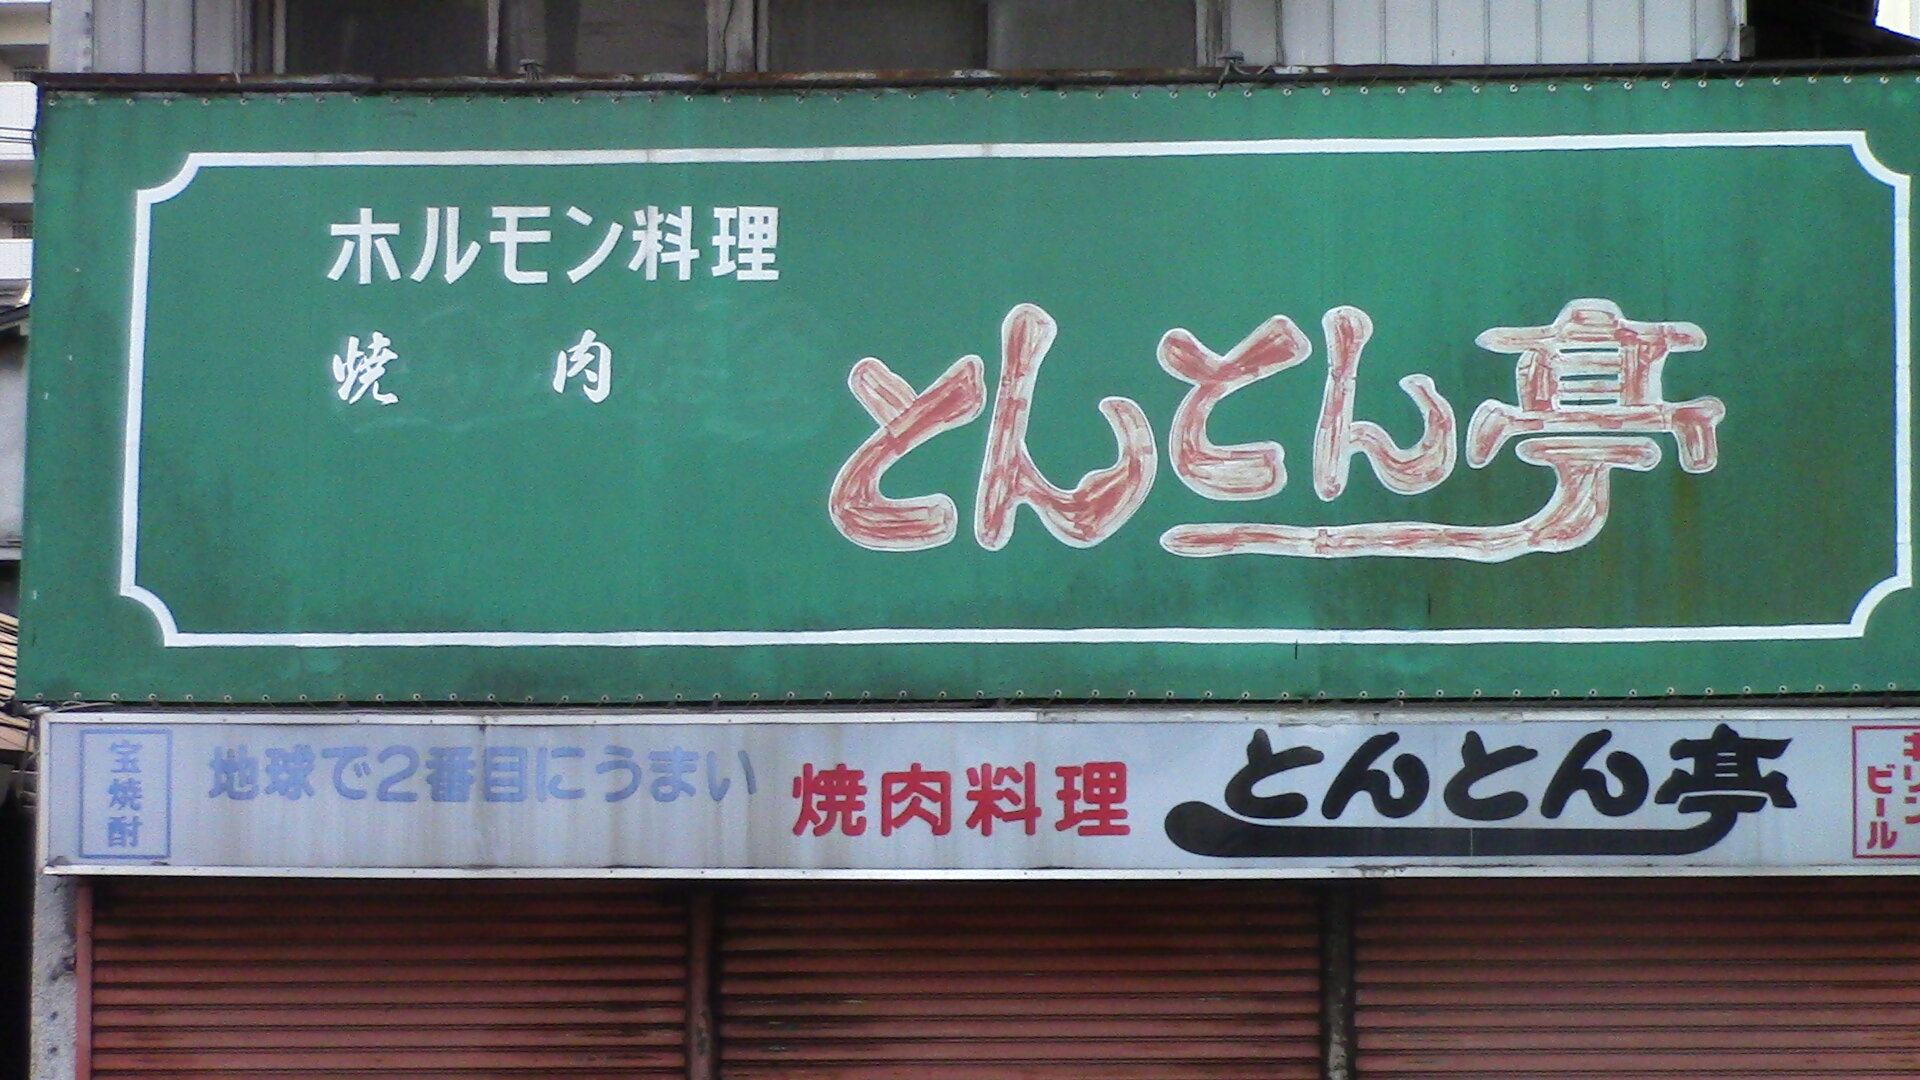 ホルモン料理
焼肉
とんとん亭
宝焼酎
地球で2番目にうまい
焼肉料理
とんとん亭
キリン
ビール